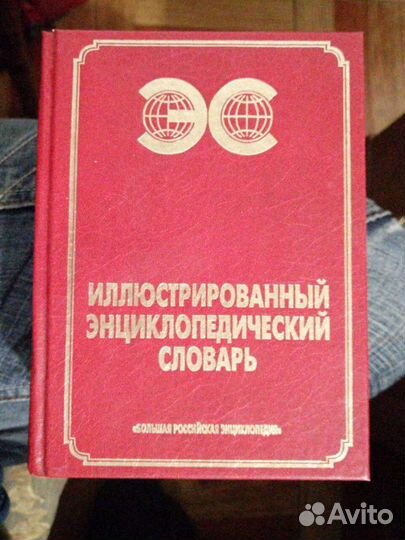 ЭС
ИЛЛЮСТРИРОВАННЫЙ
ЭНЦИКЛОПЕДИЧЕСКИЙ
СЛОВАРЬ
«БОЛЬШАЯ РОССИЙСКАЯ ЭНЦИКЛОПЕДИЯ»
Avito